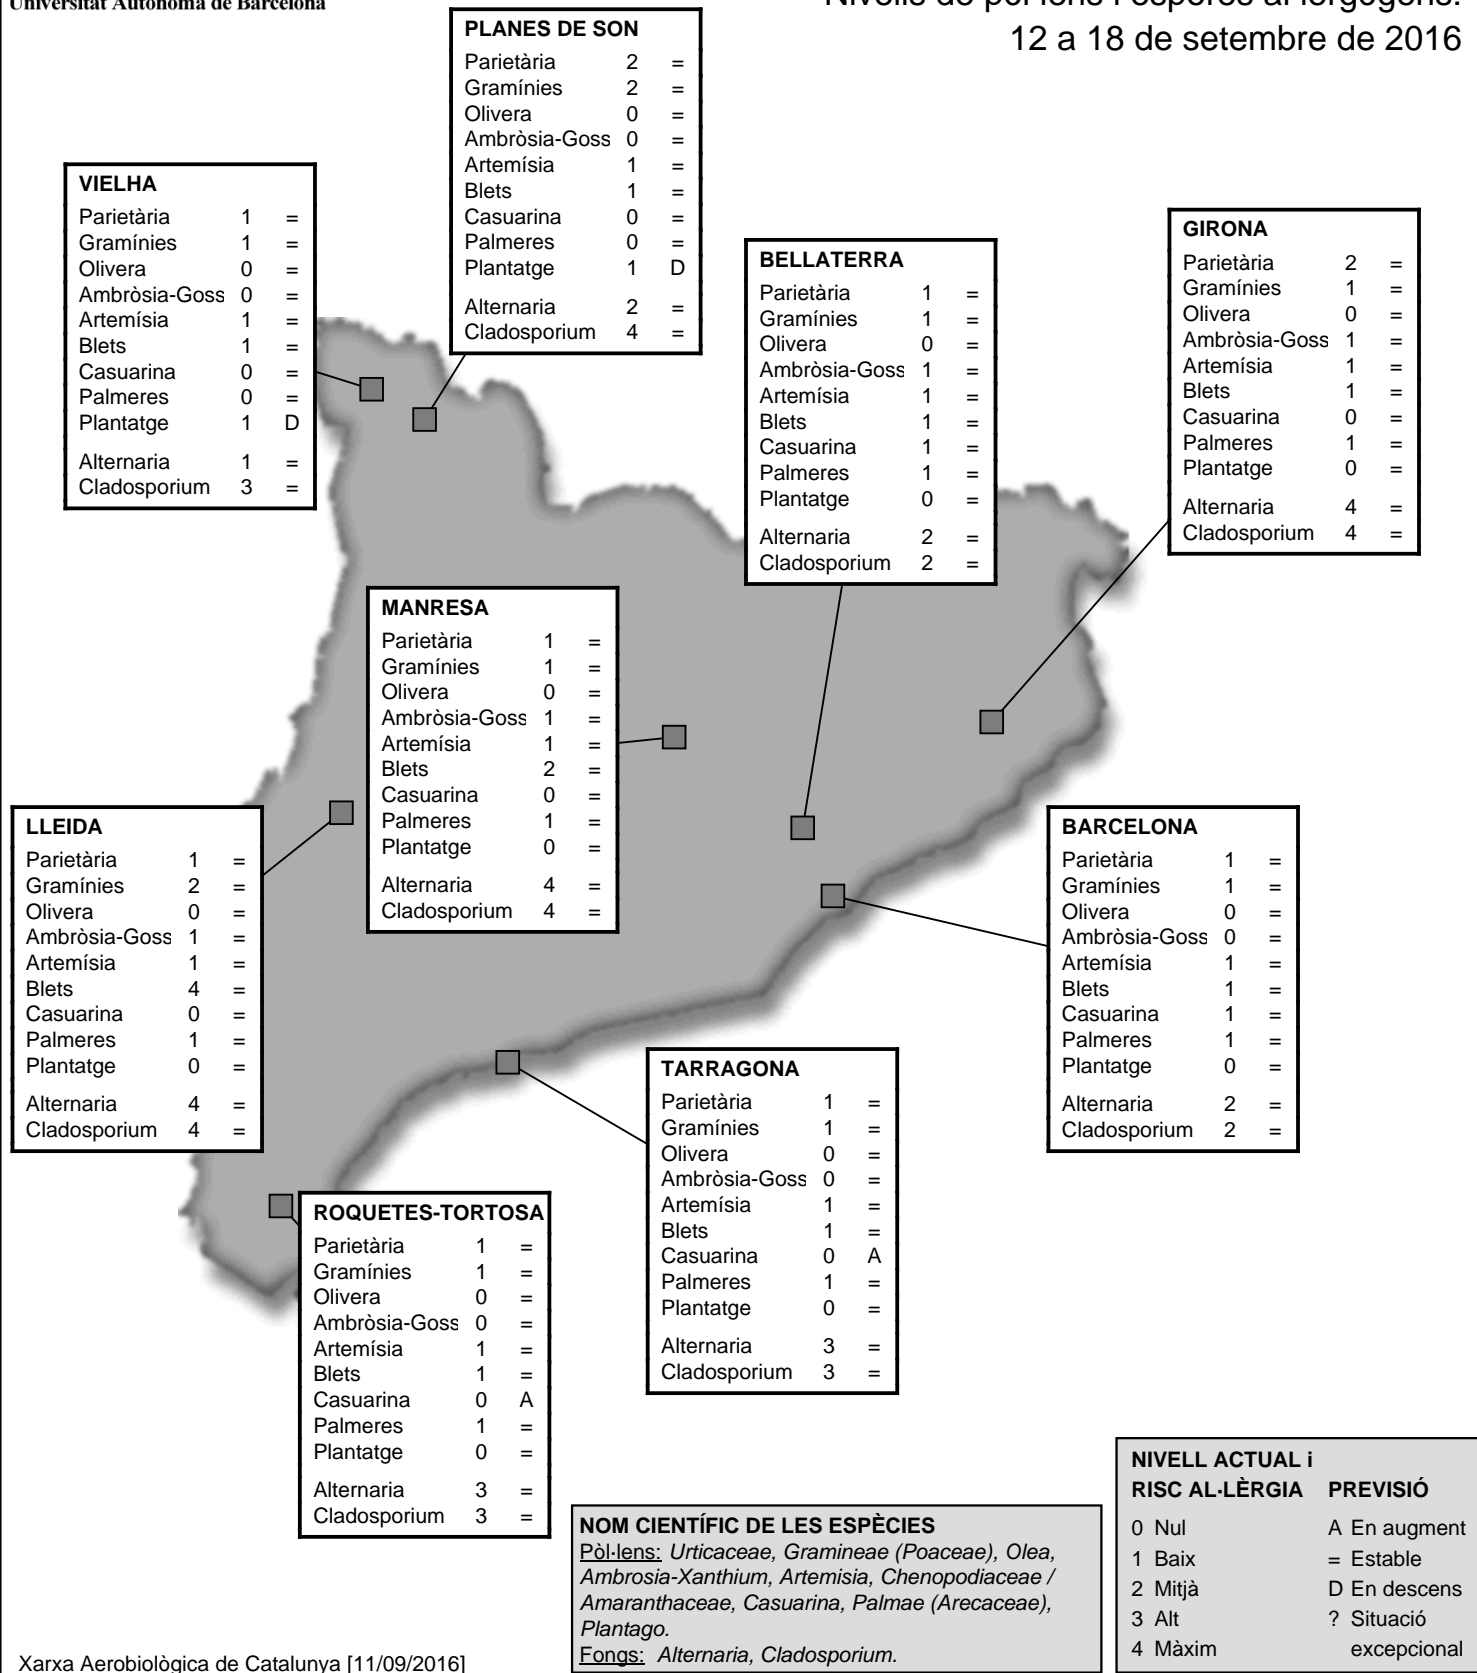 Universitat Autònoma de Barcelona
Nivells de pol·lens i espores al·lergògens:
12 a 18 de setembre de 2016
PLANES DE SON
Parietària 2 =
Gramínies 2 =
Olivera 0 =
Ambròsia-Goss 0 =
Artemísia 1 =
Blets 1 =
Casuarina 0 =
Palmeres 0 =
Plantatge 1 D
Alternaria 2 =
Cladosporium 4 =
VIELHA
Parietària 1 =
Gramínies 1 =
Olivera 0 =
Ambròsia-Goss 0 =
Artemísia 1 =
Blets 1 =
Casuarina 0 =
Palmeres 0 =
Plantatge 1 D
Alternaria 1 =
Cladosporium 3 =
BELLATERRA
Parietària 1 =
Gramínies 1 =
Olivera 0 =
Ambròsia-Goss 1 =
Artemísia 1 =
Blets 1 =
Casuarina 1 =
Palmeres 1 =
Plantatge 0 =
Alternaria 2 =
Cladosporium 2 =
GIRONA
Parietària 2 =
Gramínies 1 =
Olivera 0 =
Ambròsia-Goss 1 =
Artemísia 1 =
Blets 1 =
Casuarina 0 =
Palmeres 1 =
Plantatge 0 =
Alternaria 4 =
Cladosporium 4 =
MANRESA
Parietària 1 =
Gramínies 1 =
Olivera 0 =
Ambròsia-Goss 1 =
Artemísia 1 =
Blets 2 =
Casuarina 0 =
Palmeres 1 =
Plantatge 0 =
Alternaria 4 =
Cladosporium 4 =
LLEIDA
Parietària 1 =
Gramínies 2 =
Olivera 0 =
Ambròsia-Goss 1 =
Artemísia 1 =
Blets 4 =
Casuarina 0 =
Palmeres 1 =
Plantatge 0 =
Alternaria 4 =
Cladosporium 4 =
BARCELONA
Parietària 1 =
Gramínies 1 =
Olivera 0 =
Ambròsia-Goss 0 =
Artemísia 1 =
Blets 1 =
Casuarina 1 =
Palmeres 1 =
Plantatge 0 =
Alternaria 2 =
Cladosporium 2 =
TARRAGONA
Parietària 1 =
Gramínies 1 =
Olivera 0 =
Ambròsia-Goss 0 =
Artemísia 1 =
Blets 1 =
Casuarina 0 A
Palmeres 1 =
Plantatge 0 =
Alternaria 3 =
Cladosporium 3 =
ROQUETES-TORTOSA
Parietària 1 =
Gramínies 1 =
Olivera 0 =
Ambròsia-Goss 0 =
Artemísia 1 =
Blets 1 =
Casuarina 0 A
Palmeres 1 =
Plantatge 0 =
Alternaria 3 =
Cladosporium 3 =
NOM CIENTÍFIC DE LES ESPÈCIES
Pòl·lens: Urticaceae, Gramineae (Poaceae), Olea,
Ambrosia-Xanthium, Artemisia, Chenopodiaceae /
Amaranthaceae, Casuarina, Palmae (Arecaceae),
Plantago.
Fongs: Alternaria, Cladosporium.
NIVELL ACTUAL i
RISC AL·LÈRGIA PREVISIÓ
0 Nul A En augment
1 Baix = Estable
2 Mitjà D En descens
3 Alt ? Situació
4 Màxim excepcional
Xarxa Aerobiològica de Catalunya [11/09/2016]